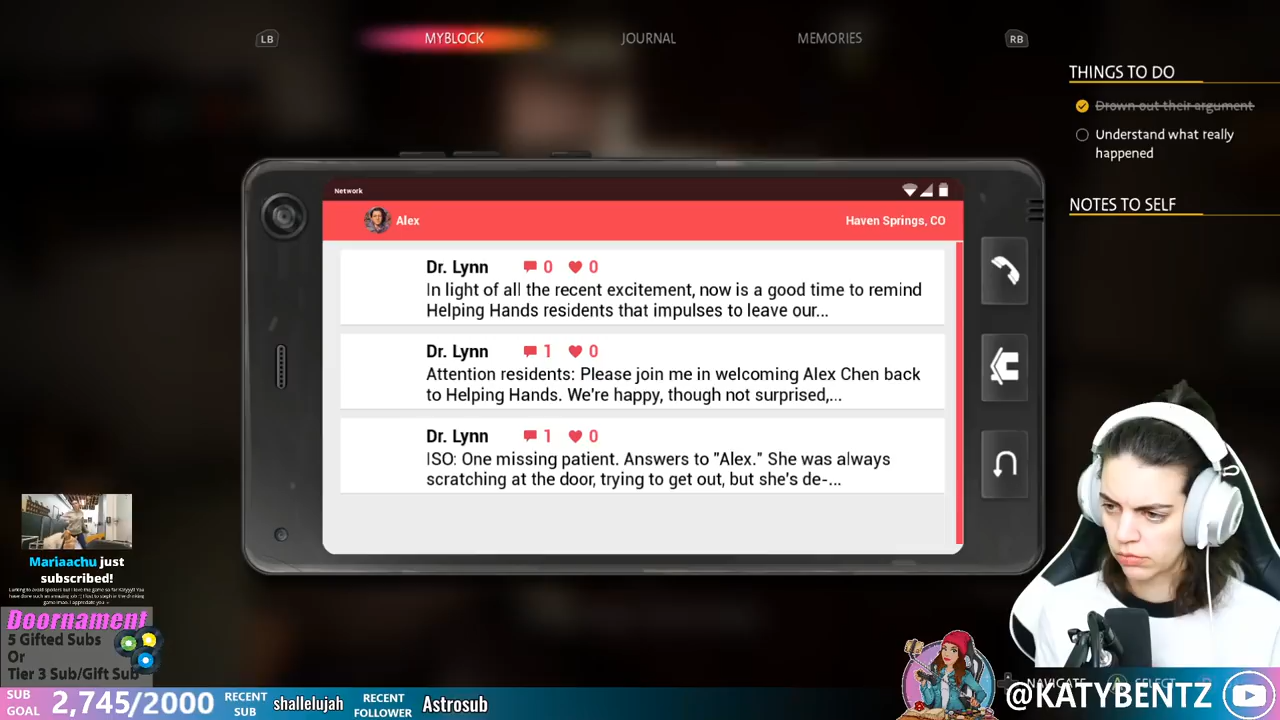 LB
MYBLOCK
JOURNAL
MEMORIES
RB
THINGS TO DO
Drown out their argument
Understand what really
happened
NOTES TO SELF
Network
Alex
Haven Springs, CO
Dr. Lynn 0 0
In light of all the recent excitement, now is a good time to remind
Helping Hands residents that impulses to leave our...
Dr. Lynn 1 0
Attention residents: Please join me in welcoming Alex Chen back
to Helping Hands. We're happy, though not surprised,...
Dr. Lynn 1 0
ISO: One missing patient. Answers to "Alex." She was always
scratching at the door, trying to get out, but she's de-...
Mariaachu just
subscribed!
Doornament
5 Gifted Subs
Or
Tier 3 Sub/Gift Sub
SUB
GOAL
2,745/2000
RECENT
SUB
shallelujah
RECENT
FOLLOWER
Astrosub
NAVIGATE
SELECT
@KATYBENTZ